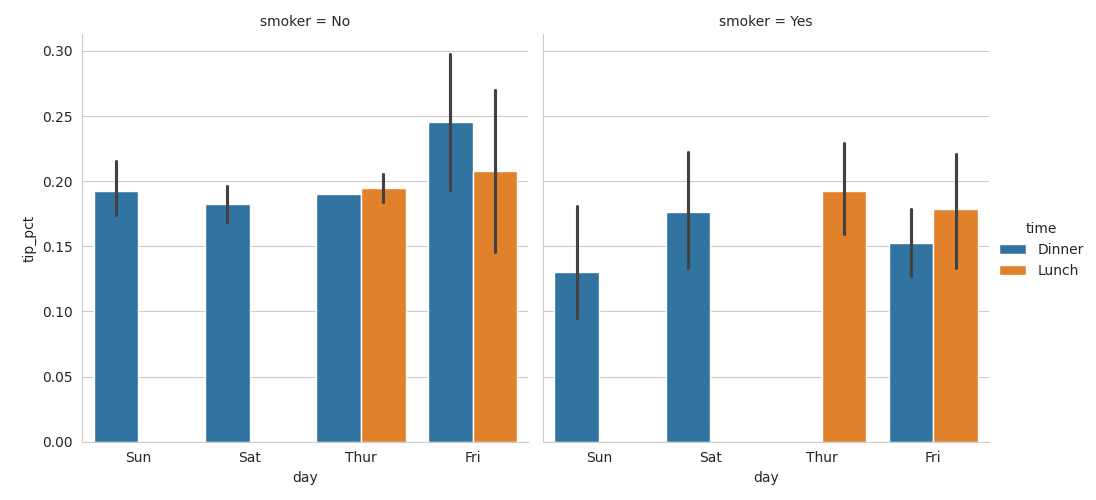 smoker = No
smoker = Yes
0.30
0.25
0.20
0.15
0.10
0.05
0.00
tip_pct
Sun Sat Thur Fri
day
Sun Sat Thur Fri
day
time
Dinner
Lunch